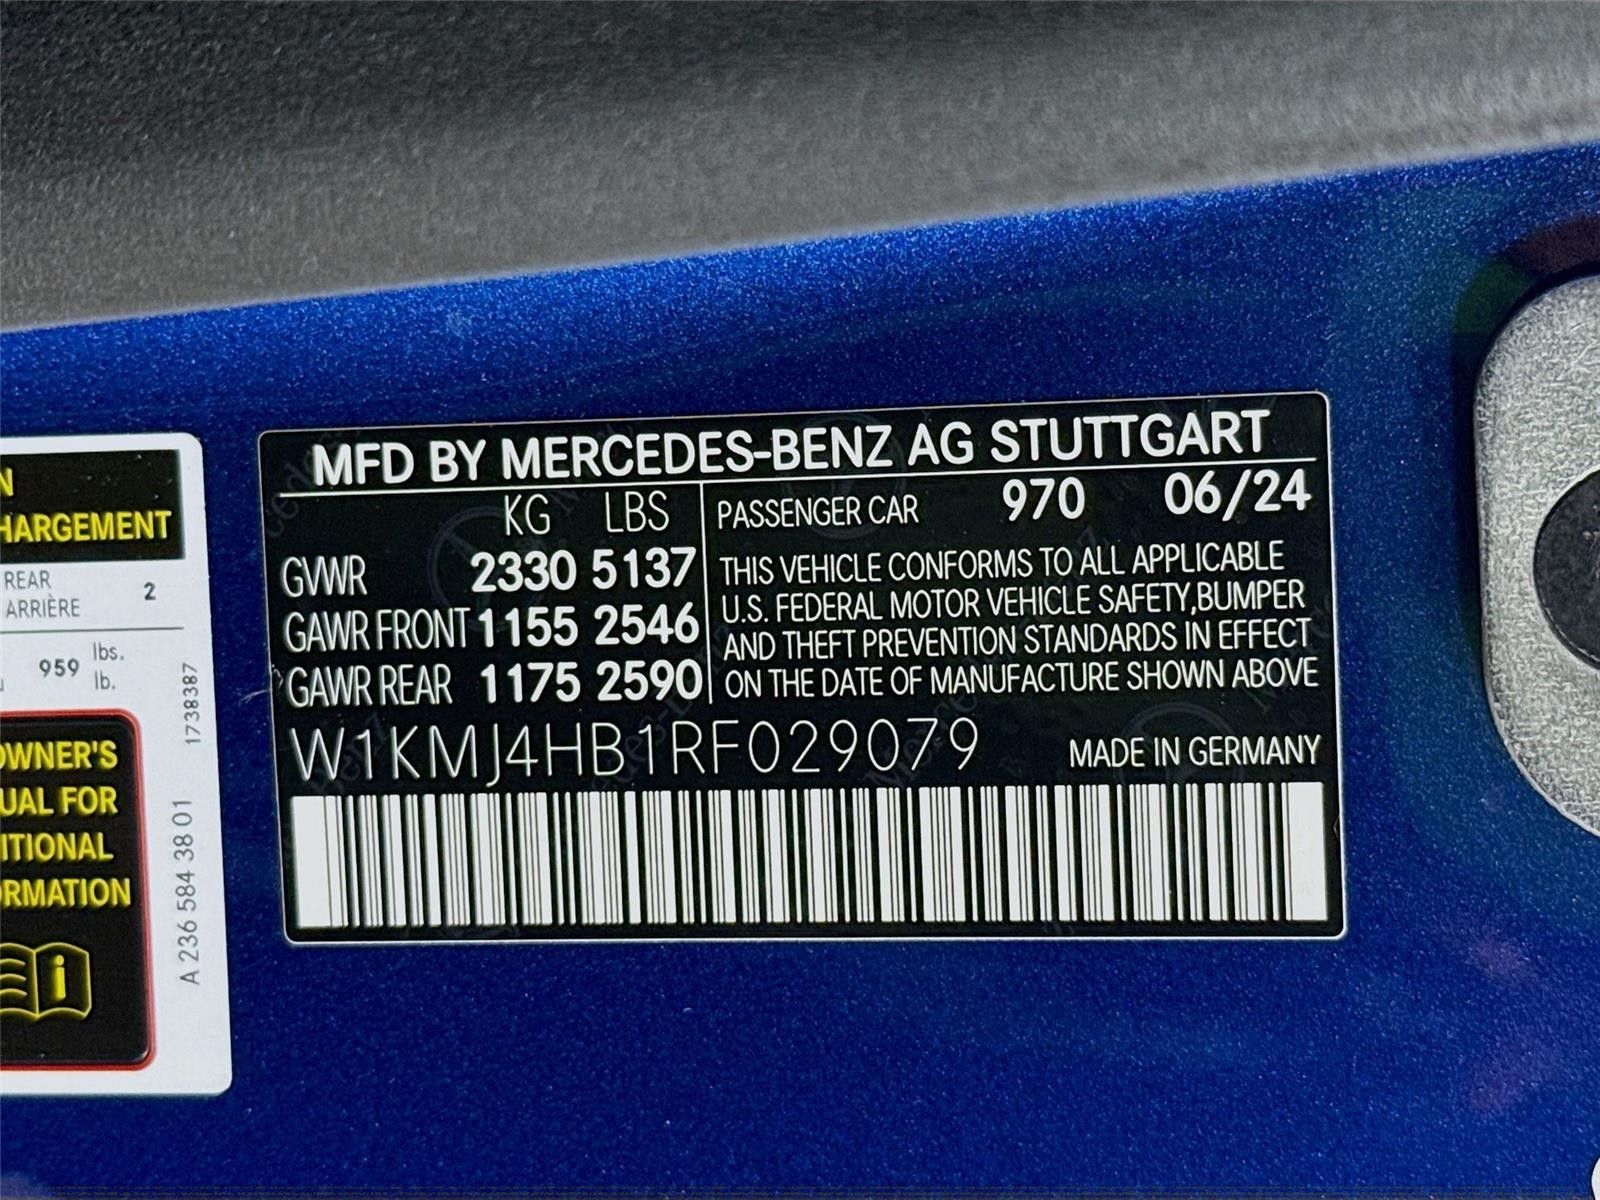 N
HARGEMENT
REAR
ARRIÈRE
2
959
lbs.
lb.
OWNER'S
UAL FOR
ITIONAL
ORMATION
i
1738387
A 236 584 38 01
MFD BY MERCEDES-BENZ AG STUTTGART
KG LBS
GVWR 2330 5137
GAWR FRONT 1155 2546
GAWR REAR 1175 2590
PASSENGER CAR 970 06/24
THIS VEHICLE CONFORMS TO ALL APPLICABLE
U.S. FEDERAL MOTOR VEHICLE SAFETY,BUMPER
AND THEFT PREVENTION STANDARDS IN EFFECT
ON THE DATE OF MANUFACTURE SHOWN ABOVE
W1KMJ4HB1RF029079
MADE IN GERMANY